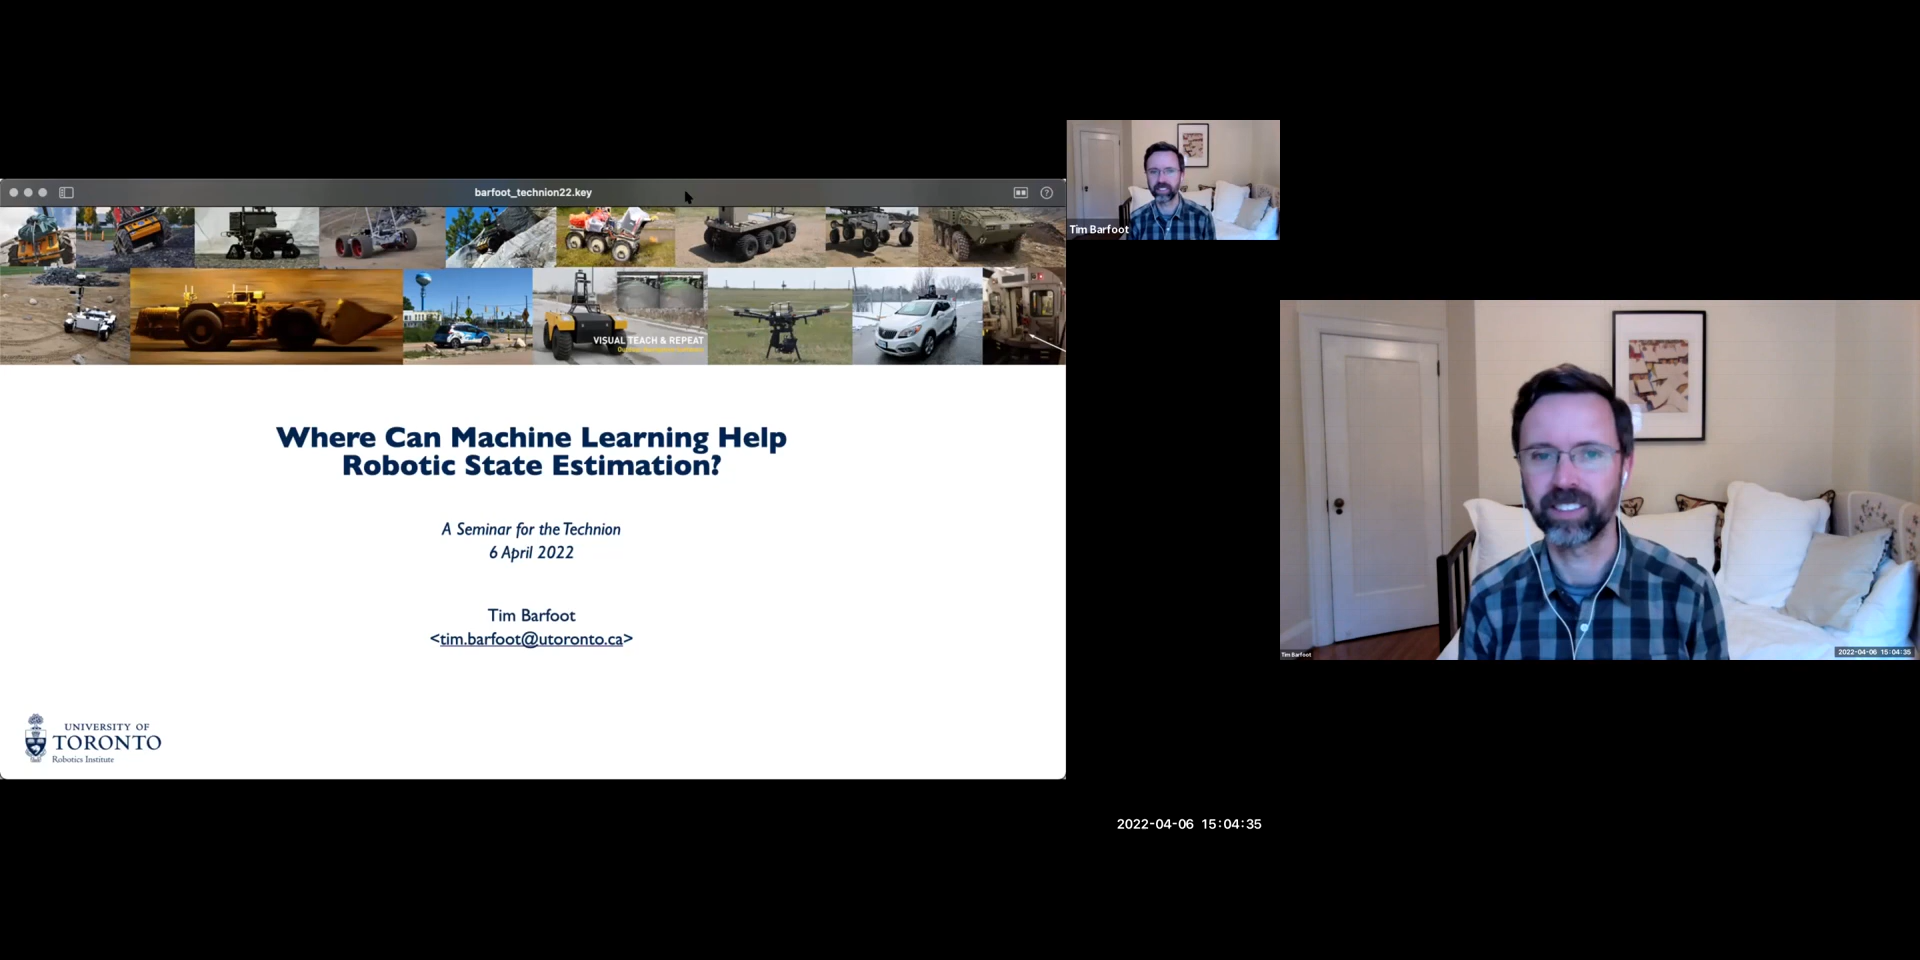 barfoot_technion22.key
VISUAL TEACH & REPEAT
Where Can Machine Learning Help
Robotic State Estimation?
A Seminar for the Technion
6 April 2022
Tim Barfoot
<tim.barfoot@utoronto.ca>
UNIVERSITY OF
TORONTO
Robotics Institute
Tim Barfoot
Tim Barfoot
2022-04-06 15:04:35
2022-04-06 15:04:35